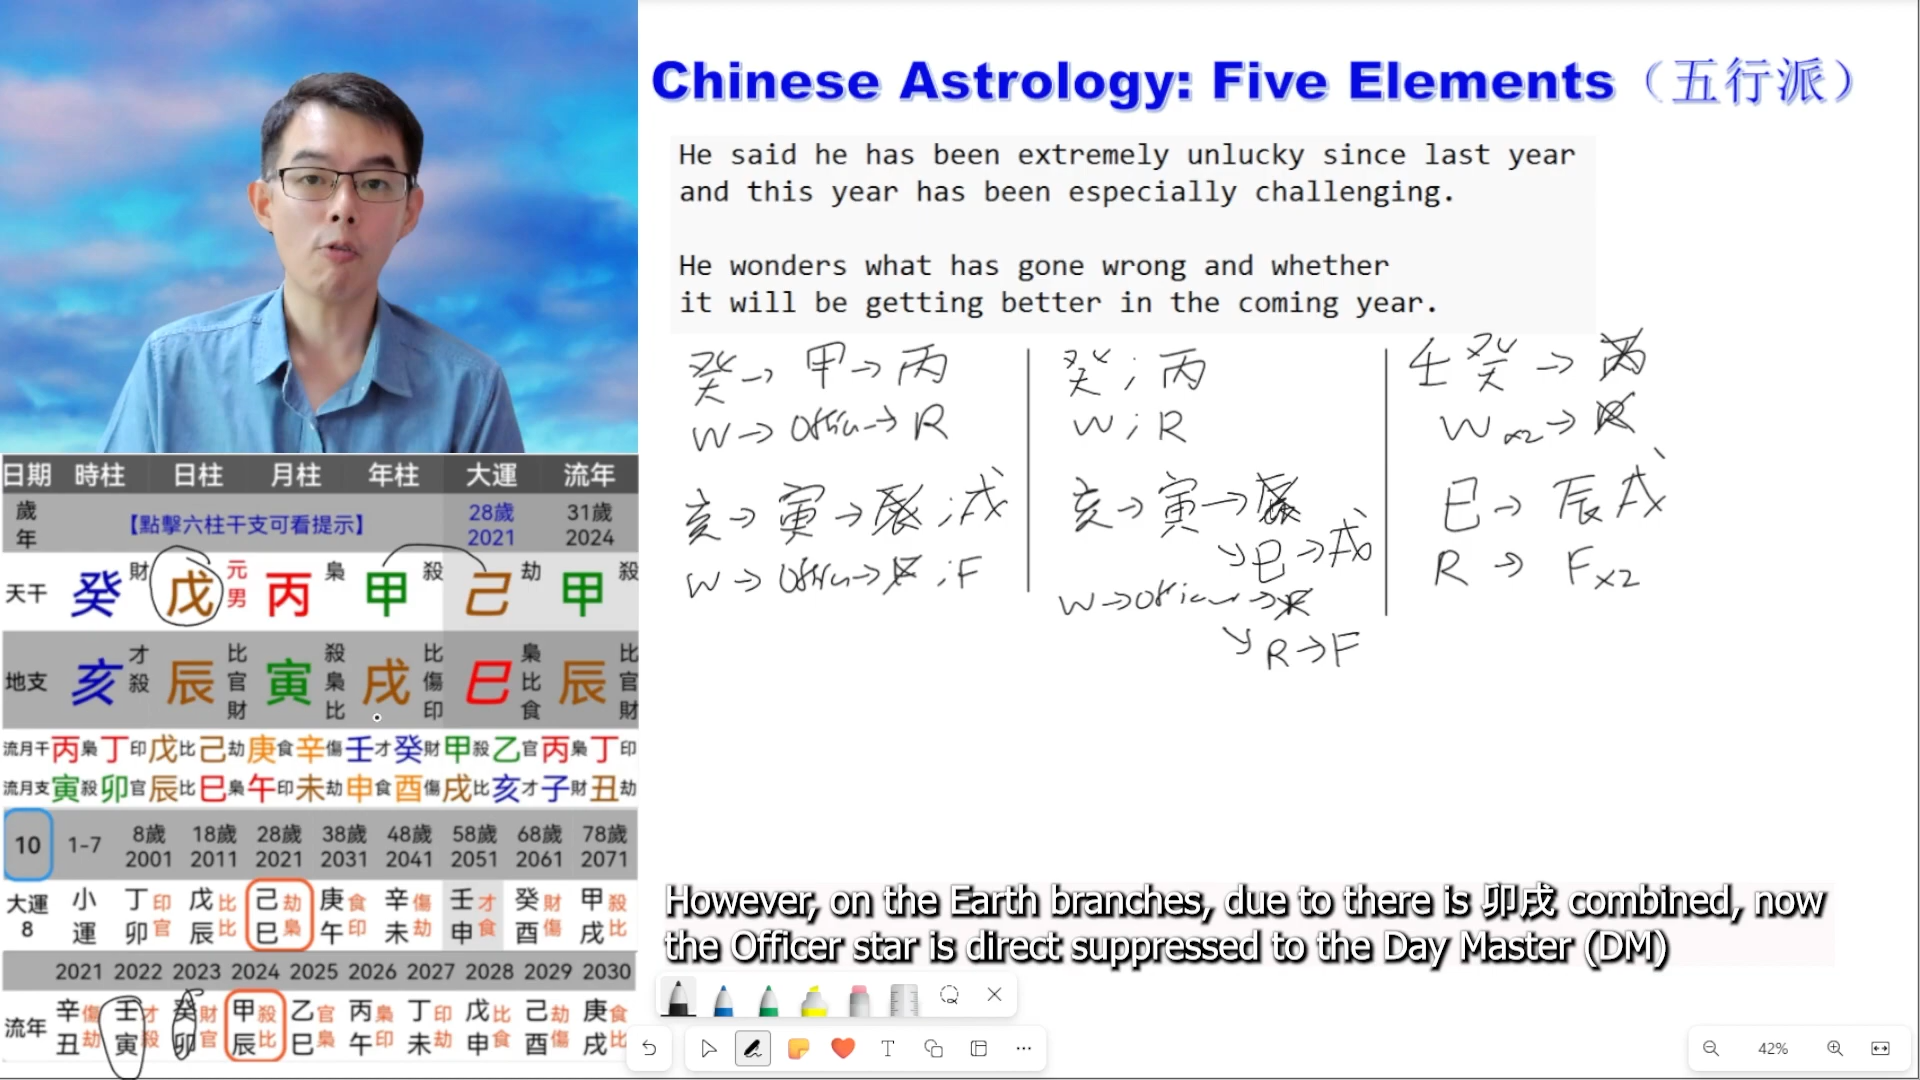 Chinese Astrology: Five Elements（五行派）
He said he has been extremely unlucky since last year
and this year has been especially challenging.
He wonders what has gone wrong and whether
it will be getting better in the coming year.
癸→甲→丙
W→Officer→R
亥→寅→辰;戌
W→Officer→F;F
癸;丙
W;R
亥→寅→辰
↘巳→戌
W→Officer→F
↘R→F
壬癸→丙
W x2→R
巳→辰戌
R→F x2
日期 時柱 日柱 月柱 年柱 大運 流年
歲年 【點擊六柱干支可看提示】 28歲 2021 31歲 2024
天干 癸財 戊元男 丙梟 甲殺 己劫 甲殺
地支 亥才殺 辰比官財 寅殺梟比 戌比傷印 巳梟比食 辰比官財
流月干 丙梟 丁印 戊比 己劫 庚食 辛傷 壬才 癸財 甲殺 乙官 丙梟 丁印
流月支 寅殺 卯官 辰比 巳梟 午印 未劫 申食 酉傷 戌比 亥才 子財 丑劫
10 1-7 8歲 18歲 28歲 38歲 48歲 58歲 68歲 78歲
2001 2011 2021 2031 2041 2051 2061 2071
大運 小 丁印 戊比 己劫 庚食 辛傷 壬才 癸財 甲殺
8 運 卯官 辰比 巳梟 午印 未劫 申食 酉傷 戌比
2021 2022 2023 2024 2025 2026 2027 2028 2029 2030
流年 辛傷 壬才 癸財 甲殺 乙官 丙梟 丁印 戊比 己劫 庚食
丑劫 寅殺 卯官 辰比 巳梟 午印 未劫 申食 酉傷 戌比
However, on the Earth branches, due to there is 卯戌 combined, now
the Officer star is direct suppressed to the Day Master (DM)
T
42%